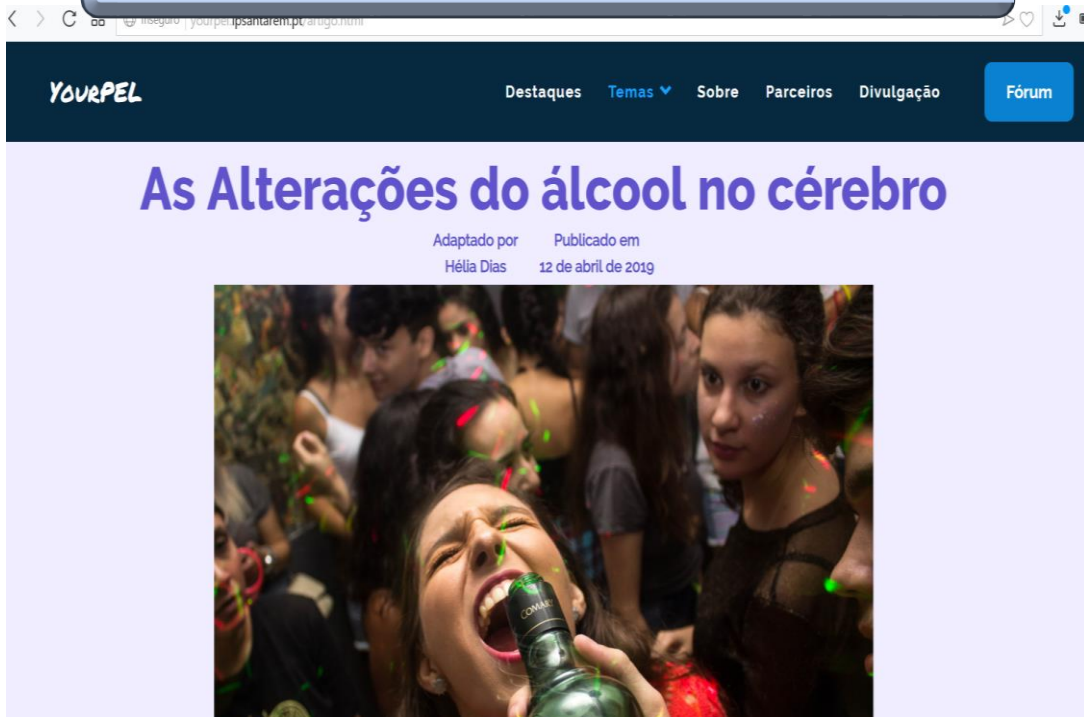 Inseguro | yourpel.ipsantarem.pt/artigo.html
YOURPEL
Destaques Temas Sobre Parceiros Divulgação Fórum
As Alterações do álcool no cérebro
Adaptado por Publicado em
Hélia Dias 12 de abril de 2019